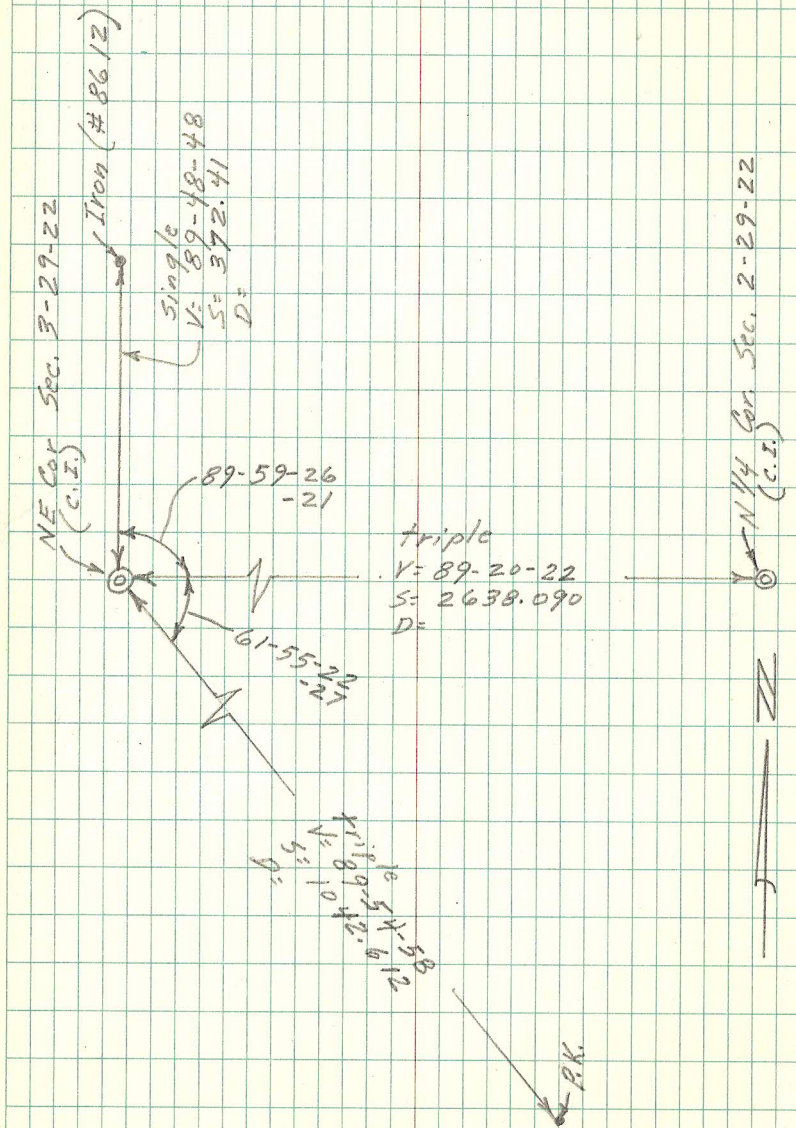 NE Cor Sec. 3-29-22
(C.I.)
Iron (# 8612)
single
V= 89-48-48
S= 372.41
D=
89-59-26
-21
triple
V= 89-20-22
S= 2638.090
D=
61-55-22
-27
triple
V= 89-54-58
S= 1042.612
D=
P.K.
N 1/4 Cor. Sec. 2-29-22
(C.I.)
N